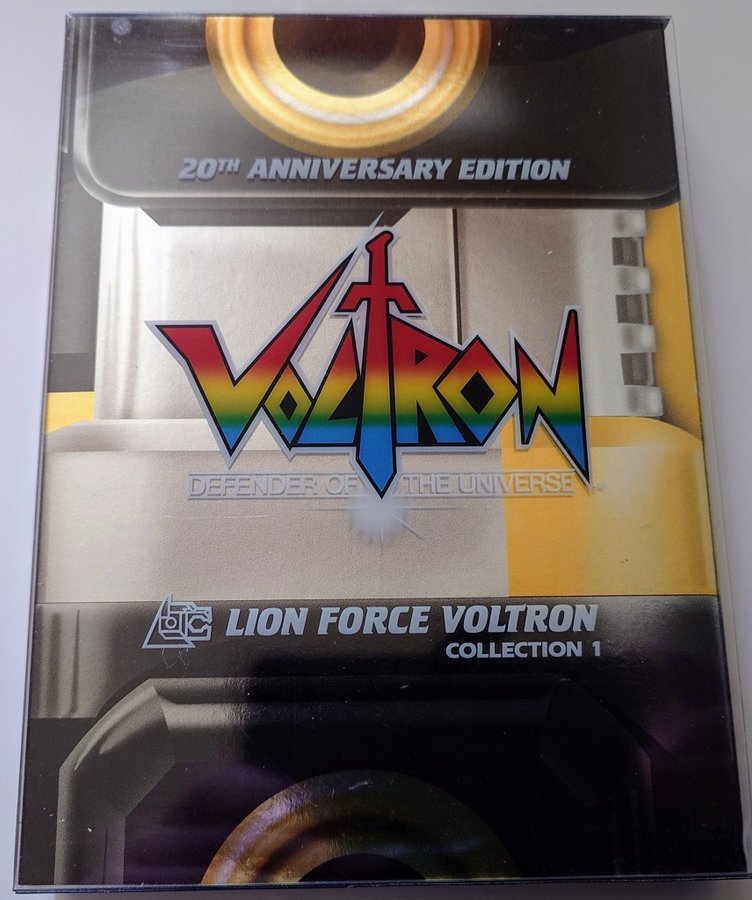 20TH ANNIVERSARY EDITION
VOLTRON
DEFENDER OF THE UNIVERSE
LION FORCE VOLTRON
COLLECTION 1